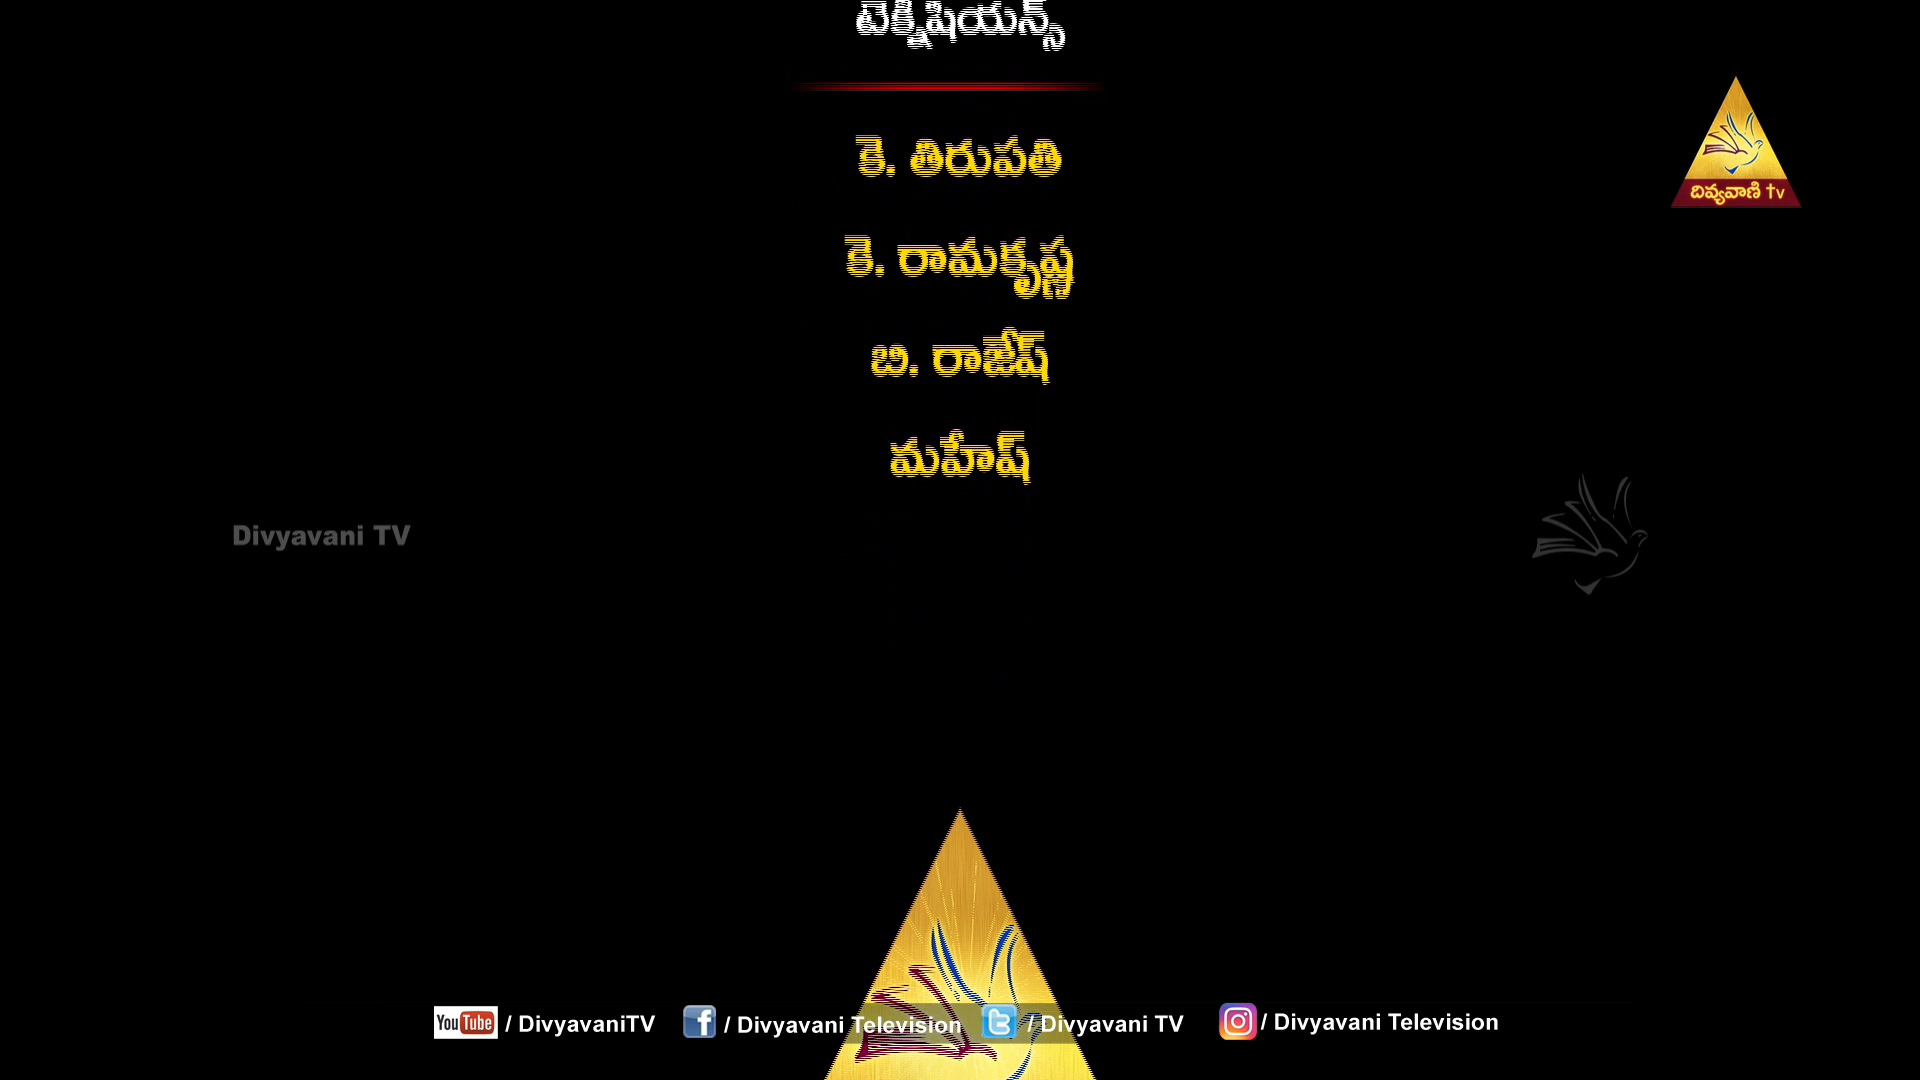 టెక్నీషియన్స్
కె. తిరుపతి
దివ్యవాణి tv
కె. రామకృష్ణ
బి. రాజేష్
మహేష్
Divyavani TV
YouTube / DivyavaniTV f / Divyavani Television t / Divyavani TV / Divyavani Television